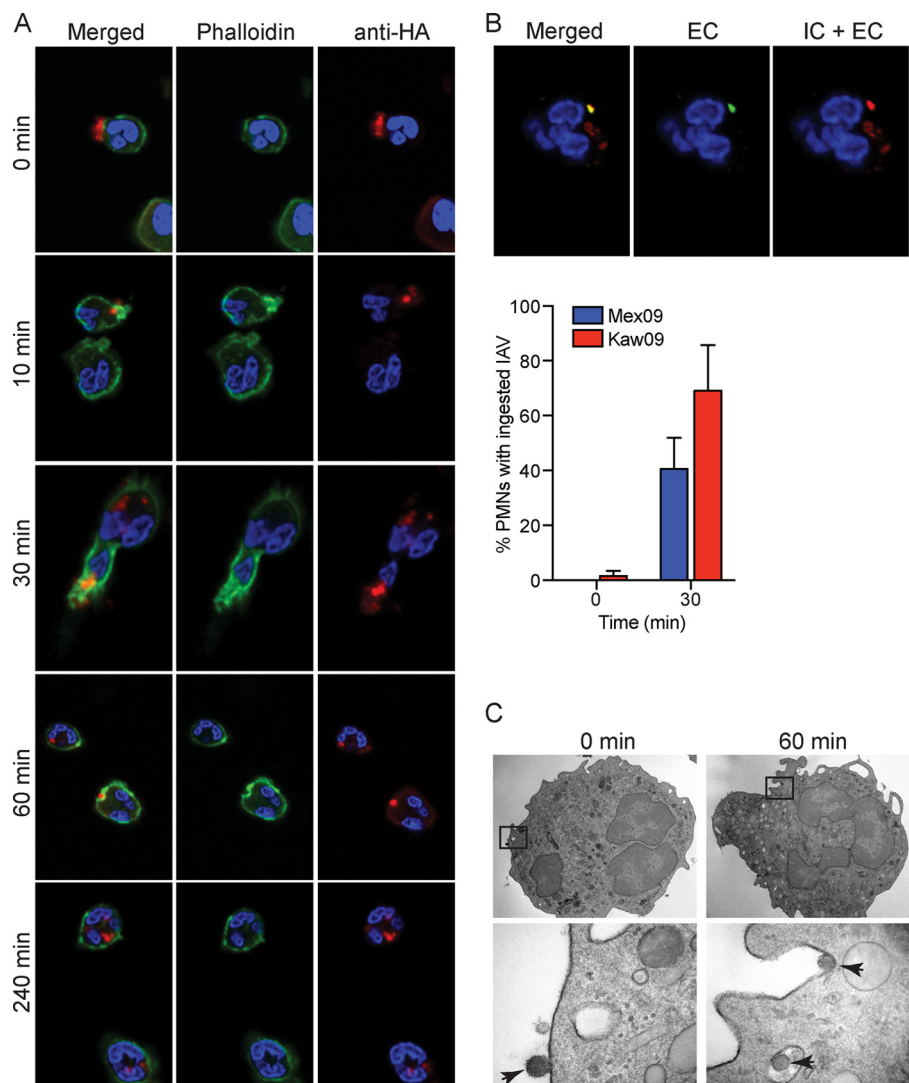 A
Merged Phalloidin anti-HA
0 min
10 min
30 min
60 min
240 min
B
Merged EC IC + EC
% PMNs with ingested IAV
100
80
60
40
20
0
Mex09
Kaw09
0 30
Time (min)
C
0 min 60 min